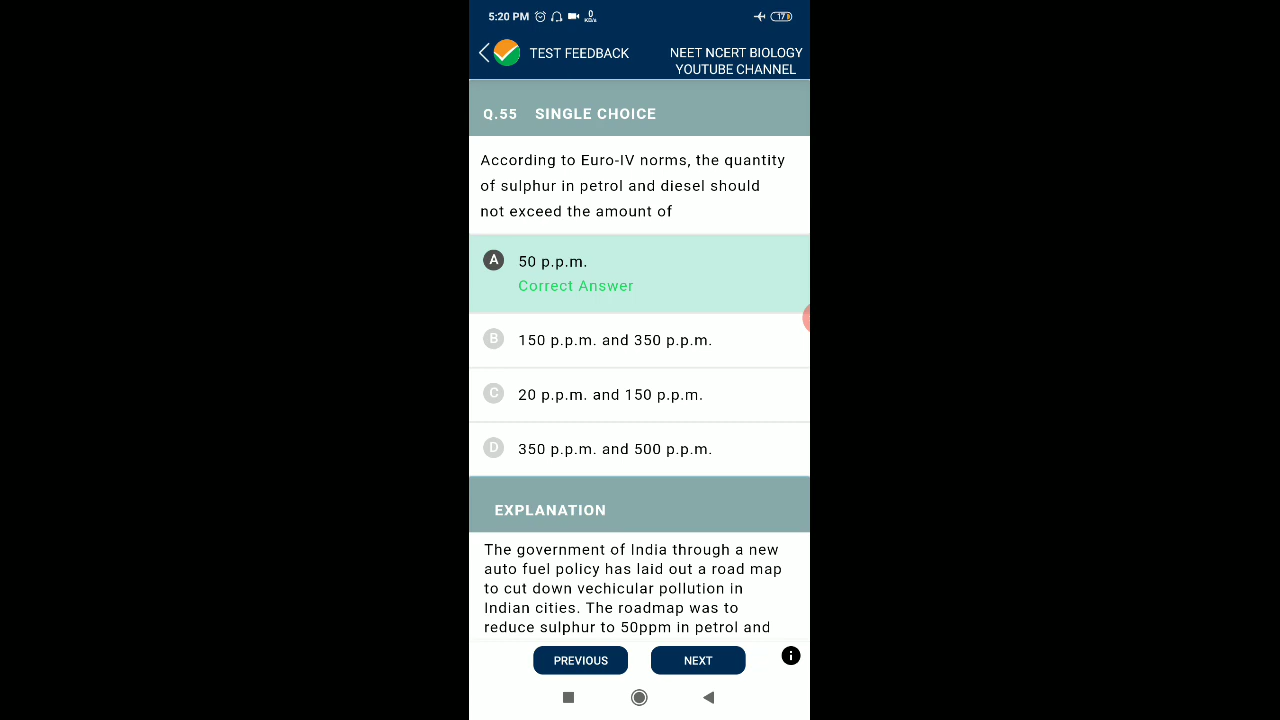 5:20 PM 0 KB/s 17
TEST FEEDBACK
NEET NCERT BIOLOGY
YOUTUBE CHANNEL
Q.55 SINGLE CHOICE
According to Euro-IV norms, the quantity
of sulphur in petrol and diesel should
not exceed the amount of
A 50 p.p.m.
Correct Answer
B 150 p.p.m. and 350 p.p.m.
C 20 p.p.m. and 150 p.p.m.
D 350 p.p.m. and 500 p.p.m.
EXPLANATION
The government of India through a new
auto fuel policy has laid out a road map
to cut down vechicular pollution in
Indian cities. The roadmap was to
reduce sulphur to 50ppm in petrol and
PREVIOUS NEXT